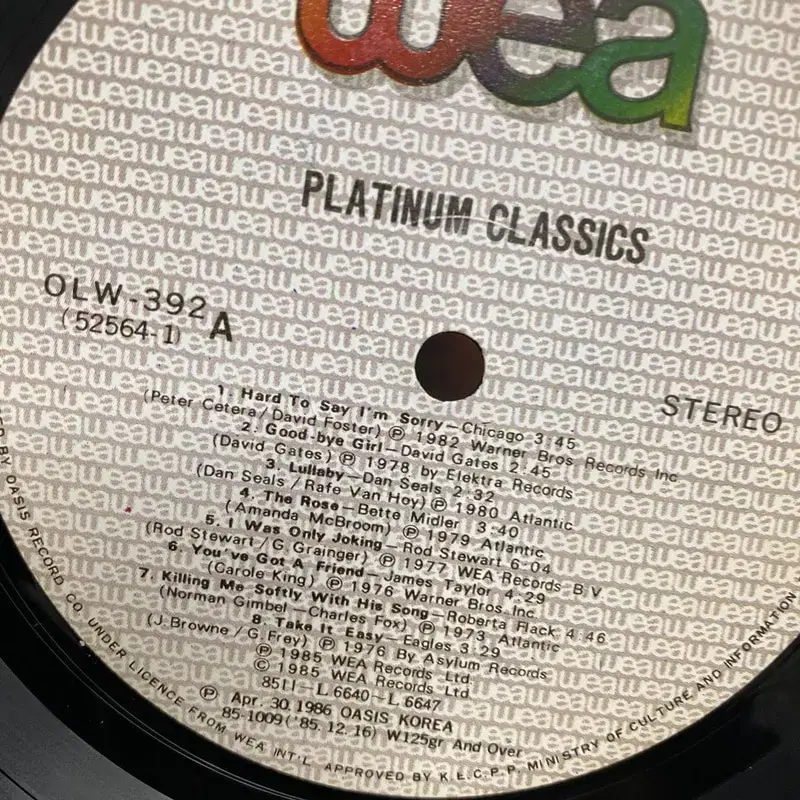 wea
PLATINUM CLASSICS
OLW-392 A
(52564-1)
STEREO
1. Hard To Say I'm Sorry—Chicago 3:45
(Peter Cetera/David Foster) Ⓟ 1982 Warner Bros Records Inc
2. Good-bye Girl—David Gates 2:45
(David Gates) Ⓟ 1978 by Elektra Records
3. Lullaby—Dan Seals 2:32
(Dan Seals/Rafe Van Hoy) Ⓟ 1980 Atlantic
4. The Rose—Bette Midler 3:40
(Amanda McBroom) Ⓟ 1979 Atlantic
5. I Was Only Joking—Rod Stewart 6:04
(Rod Stewart/G.Grainger) Ⓟ 1977 WEA Records B.V.
6. You've Got A Friend—James Taylor 4:29
(Carole King) Ⓟ 1976 Warner Bros. Inc.
7. Killing Me Softly With His Song—Roberta Flack 4:46
(Norman Gimbel—Charles Fox) Ⓟ 1973 Atlantic
8. Take It Easy—Eagles 3:29
(J.Browne/G.Frey) Ⓟ 1976 By Asylum Records
Ⓟ 1985 WEA Records Ltd.
© 1985 WEA Records Ltd
8511—L.6640~L.6647
Ⓟ Apr. 30. 1986 OASIS KOREA
85-1009('85.12.16) W125gr And Over
BY OASIS RECORD CO. UNDER LICENCE FROM WEA INT'L. APPROVED BY K.E.C.P.P. MINISTRY OF CULTURE AND INFORMATION